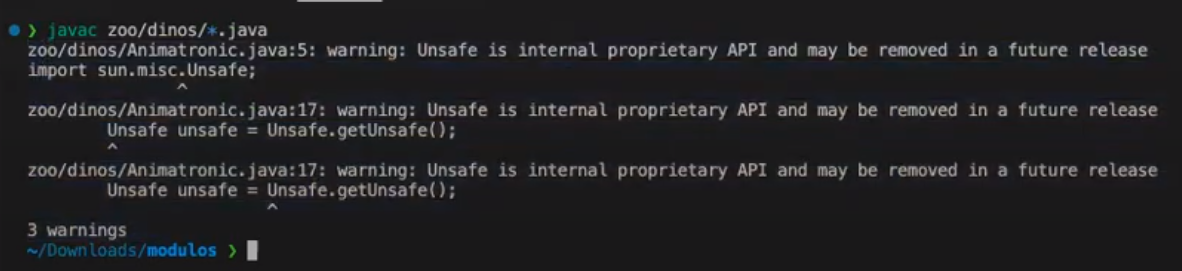 ❯ javac zoo/dinos/*.java
zoo/dinos/Animatronic.java:5: warning: Unsafe is internal proprietary API and may be removed in a future release
import sun.misc.Unsafe;
^
zoo/dinos/Animatronic.java:17: warning: Unsafe is internal proprietary API and may be removed in a future release
Unsafe unsafe = Unsafe.getUnsafe();
^
zoo/dinos/Animatronic.java:17: warning: Unsafe is internal proprietary API and may be removed in a future release
Unsafe unsafe = Unsafe.getUnsafe();
^
3 warnings
~/Downloads/modulos ❯